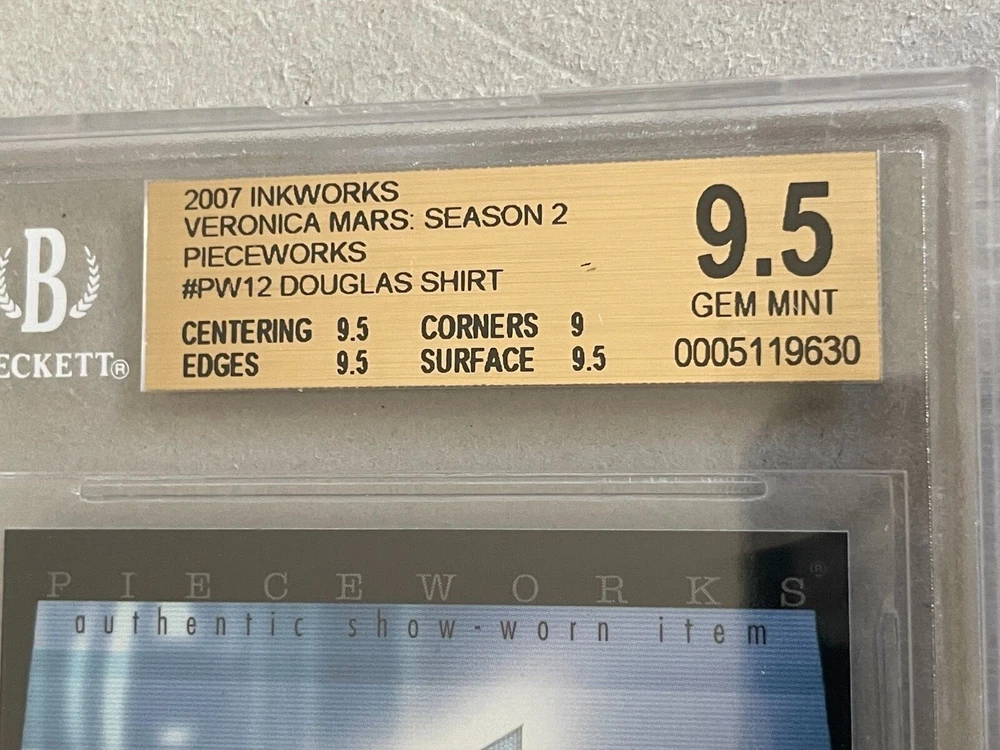 2007 INKWORKS
VERONICA MARS: SEASON 2
PIECEWORKS
#PW12 DOUGLAS SHIRT
CENTERING 9.5 CORNERS 9
EDGES 9.5 SURFACE 9.5
9.5
GEM MINT
0005119630
B
ECKETT®
PIECEWORKS®
authentic show-worn item